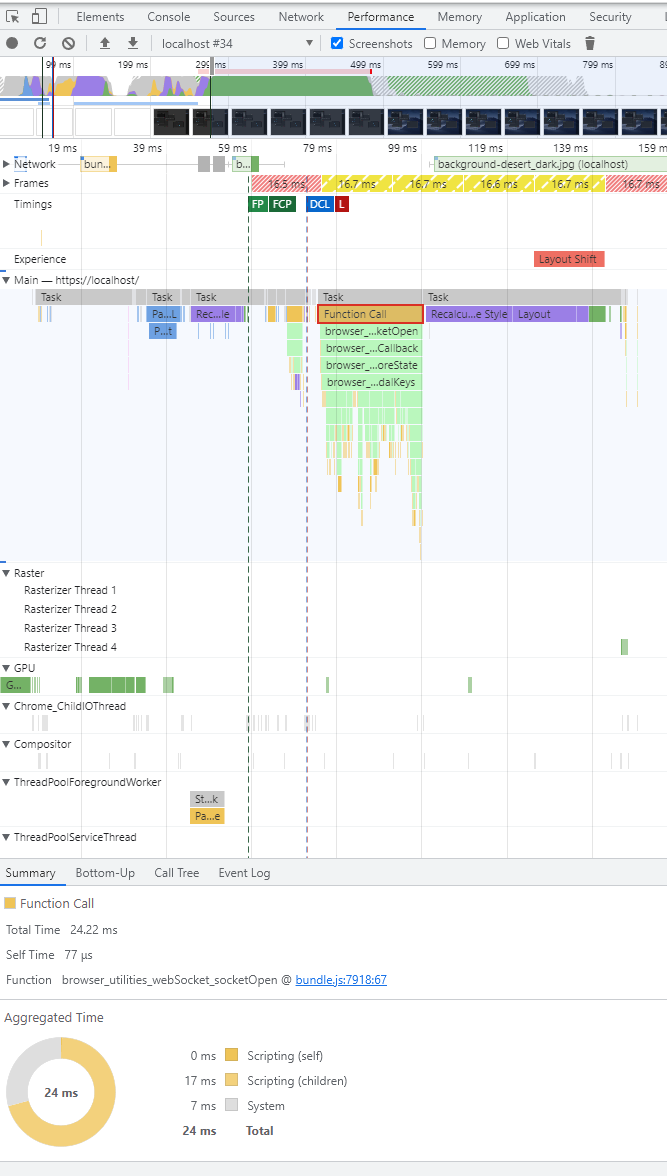 Elements Console Sources Network Performance Memory Application Security
localhost #34 Screenshots Memory Web Vitals
99 ms 199 ms 299 ms 399 ms 499 ms 599 ms 699 ms 799 ms
19 ms 39 ms 59 ms 79 ms 99 ms 119 ms 139 ms 159 m
Network bun... b... background-desert_dark.jpg (localhost)
Frames 16.5 ms 16.7 ms 16.7 ms 16.6 ms 16.7 ms 16.7 ms
Timings FP FCP DCL L
Experience Layout Shift
Main — https://localhost/
Task Task Task Task Task
Pa...L Rec...le Function Call Recalcu...e Style Layout
P...t browser_...ketOpen
browser_...Callback
browser_...oreState
browser_...dalKeys
Raster
Rasterizer Thread 1
Rasterizer Thread 2
Rasterizer Thread 3
Rasterizer Thread 4
GPU
G...
Chrome_ChildIOThread
Compositor
ThreadPoolForegroundWorker
St...k
Pa...e
ThreadPoolServiceThread
Summary Bottom-Up Call Tree Event Log
Function Call
Total Time 24.22 ms
Self Time 77 μs
Function browser_utilities_webSocket_socketOpen @ bundle.js:7918:67
Aggregated Time
24 ms
0 ms Scripting (self)
17 ms Scripting (children)
7 ms System
24 ms Total